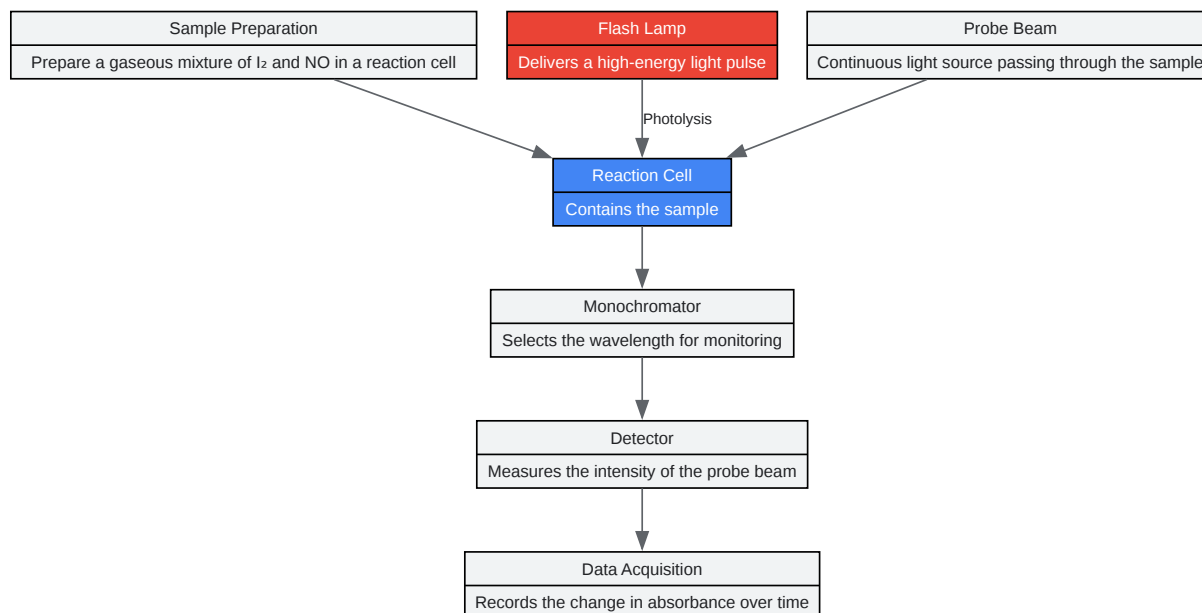 Sample Preparation
Prepare a gaseous mixture of I₂ and NO in a reaction cell
Flash Lamp
Delivers a high-energy light pulse
Probe Beam
Continuous light source passing through the sample
Photolysis
Reaction Cell
Contains the sample
Monochromator
Selects the wavelength for monitoring
Detector
Measures the intensity of the probe beam
Data Acquisition
Records the change in absorbance over time